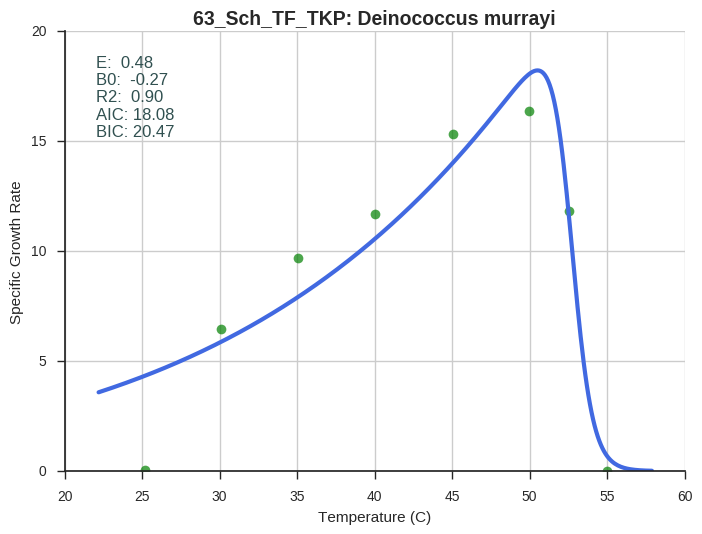 63_Sch_TF_TKP: Deinococcus murrayi
E: 0.48
B0: -0.27
R2: 0.90
AIC: 18.08
BIC: 20.47
20
15
10
5
0
Specific Growth Rate
20 25 30 35 40 45 50 55 60
Temperature (C)